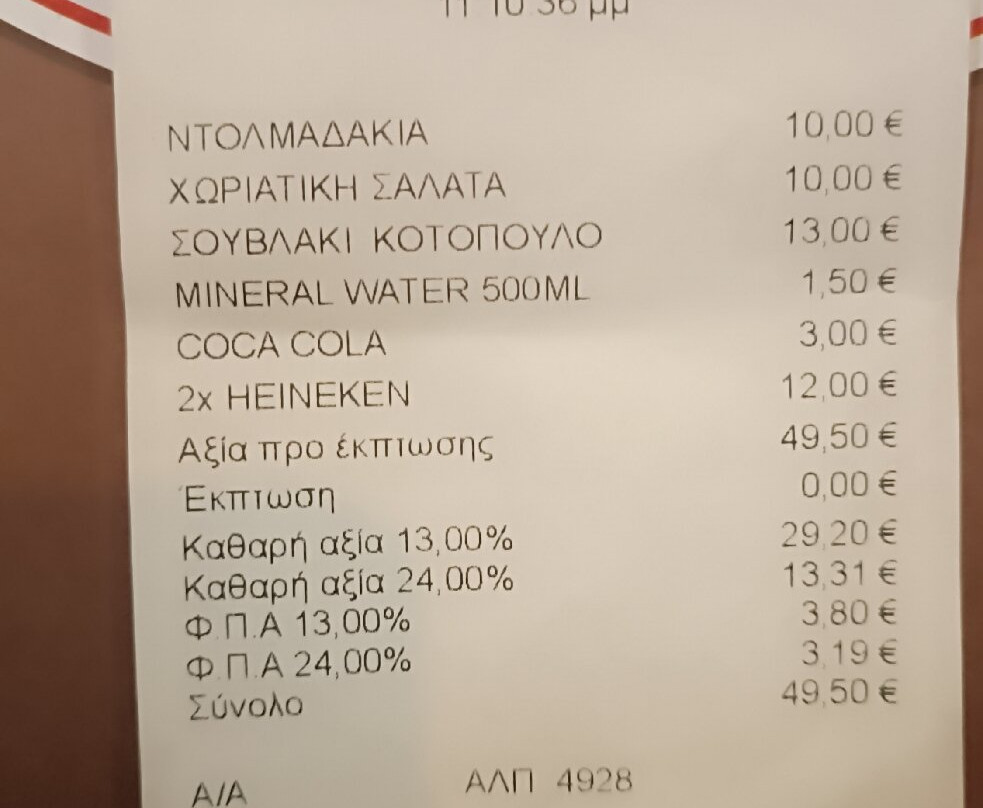 ΝΤΟΛΜΑΔΑΚΙΑ 10,00 €
ΧΩΡΙΑΤΙΚΗ ΣΑΛΑΤΑ 10,00 €
ΣΟΥΒΛΑΚΙ ΚΟΤΟΠΟΥΛΟ 13,00 €
MINERAL WATER 500ML 1,50 €
COCA COLA 3,00 €
2x HEINEKEN 12,00 €
Αξία προ έκπτωσης 49,50 €
Έκπτωση 0,00 €
Καθαρή αξία 13,00% 29,20 €
Καθαρή αξία 24,00% 13,31 €
Φ.Π.Α 13,00% 3,80 €
Φ.Π.Α 24,00% 3,19 €
Σύνολο 49,50 €
Α/Α ΑΛΠ 4928